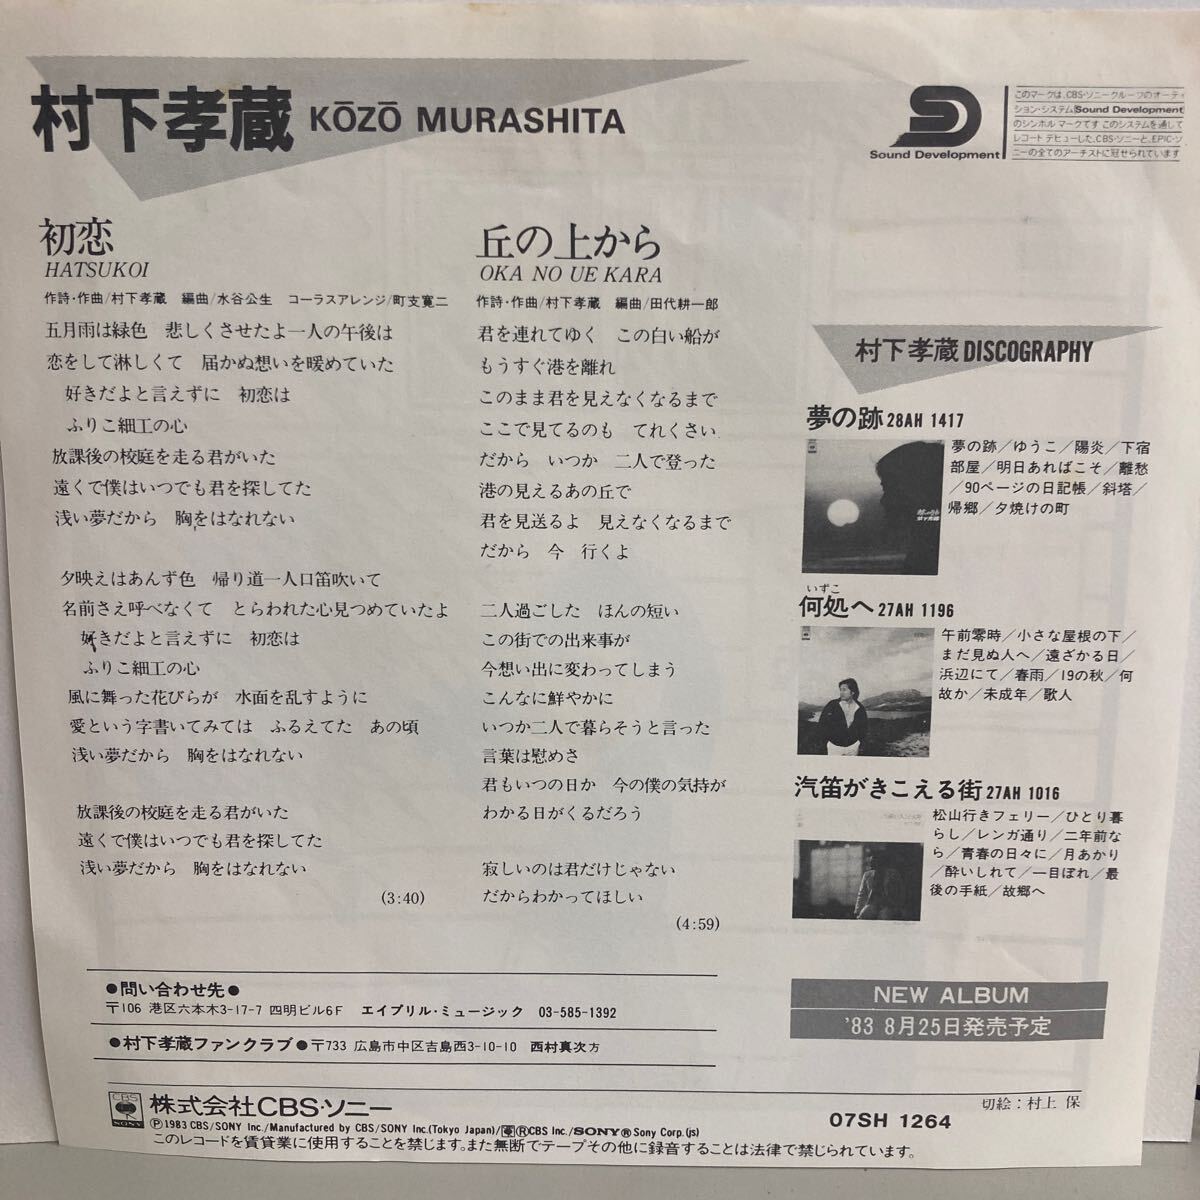 村下孝蔵 KŌZŌ MURASHITA
SD
Sound Development
このマークは、CBS・ソニーグループのオーディ
ション・システム Sound Development
のシンボルマークです このシステムを通して
レコードデビューした、CBS・ソニーと、EPIC・ソ
ニーの全てのアーチストに冠せられています
初恋
HATSUKOI
作詩・作曲/村下孝蔵 編曲/水谷公生 コーラスアレンジ/町支寛二
五月雨は緑色 悲しくさせたよ一人の午後は
恋をして淋しくて 届かぬ想いを暖めていた
好きだよと言えずに 初恋は
ふりこ細工の心
放課後の校庭を走る君がいた
遠くで僕はいつでも君を探してた
浅い夢だから 胸をはなれない
夕映えはあんず色 帰り道一人口笛吹いて
名前さえ呼べなくて とらわれた心見つめていたよ
好きだよと言えずに 初恋は
ふりこ細工の心
風に舞った花びらが 水面を乱すように
愛という字書いてみては ふるえてた あの頃
浅い夢だから 胸をはなれない
放課後の校庭を走る君がいた
遠くで僕はいつでも君を探してた
浅い夢だから 胸をはなれない
(3:40)
丘の上から
OKA NO UE KARA
作詩・作曲/村下孝蔵 編曲/田代耕一郎
君を連れてゆく この白い船が
もうすぐ港を離れ
このまま君を見えなくなるまで
ここで見てるのも てれくさい
だから いつか 二人で登った
港の見えるあの丘で
君を見送るよ 見えなくなるまで
だから 今 行くよ
二人過ごした ほんの短い
この街での出来事が
今想い出に変わってしまう
こんなに鮮やかに
いつか二人で暮らそうと言った
言葉は慰めさ
君もいつの日か 今の僕の気持が
わかる日がくるだろう
寂しいのは君だけじゃない
だからわかってほしい
(4:59)
村下孝蔵 DISCOGRAPHY
夢の跡 28AH 1417
夢の跡/ゆうこ/陽炎/下宿
部屋/明日あればこそ/離愁
/90ページの日記帳/斜塔/
帰郷/夕焼けの町
いずこ
何処へ 27AH 1196
午前零時/小さな屋根の下/
まだ見ぬ人へ/遠ざかる日/
浜辺にて/春雨/19の秋/何
故か/未成年/歌人
汽笛がきこえる街 27AH 1016
松山行きフェリー/ひとり暮
らし/レンガ通り/二年前な
ら/青春の日々に/月あかり
/酔いしれて/一目ぼれ/最
後の手紙/故郷へ
NEW ALBUM
'83 8月25日発売予定
●問い合わせ先●
〒106 港区六本木3-17-7 四明ビル6F エイプリル・ミュージック 03-585-1392
●村下孝蔵ファンクラブ●〒733 広島市中区吉島西3-10-10 西村真次方
CBS SONY 株式会社CBS・ソニー
Ⓟ1983 CBS/SONY Inc./Manufactured by CBS/SONY Inc.(Tokyo Japan)/ⓇCBS Inc./SONY® Sony Corp.(js)
このレコードを賃貸業に使用することを禁じます。また無断でテープその他に録音することは法律で禁じられています。
切絵:村上 保
07SH 1264